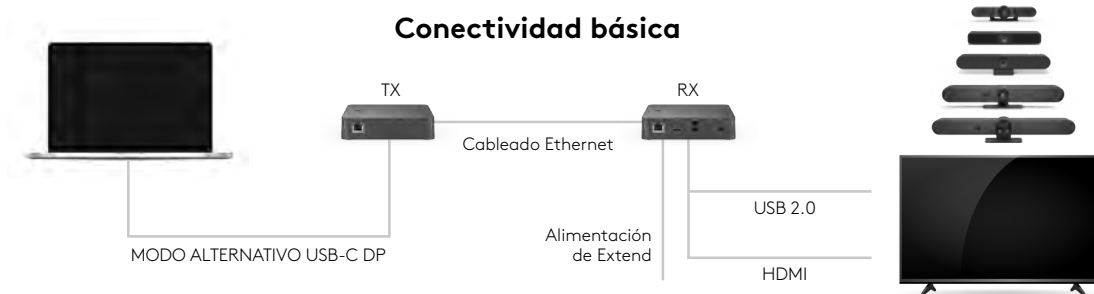 Conectividad básica
TX
RX
Cableado Ethernet
USB 2.0
Alimentación
de Extend
MODO ALTERNATIVO USB-C DP
HDMI